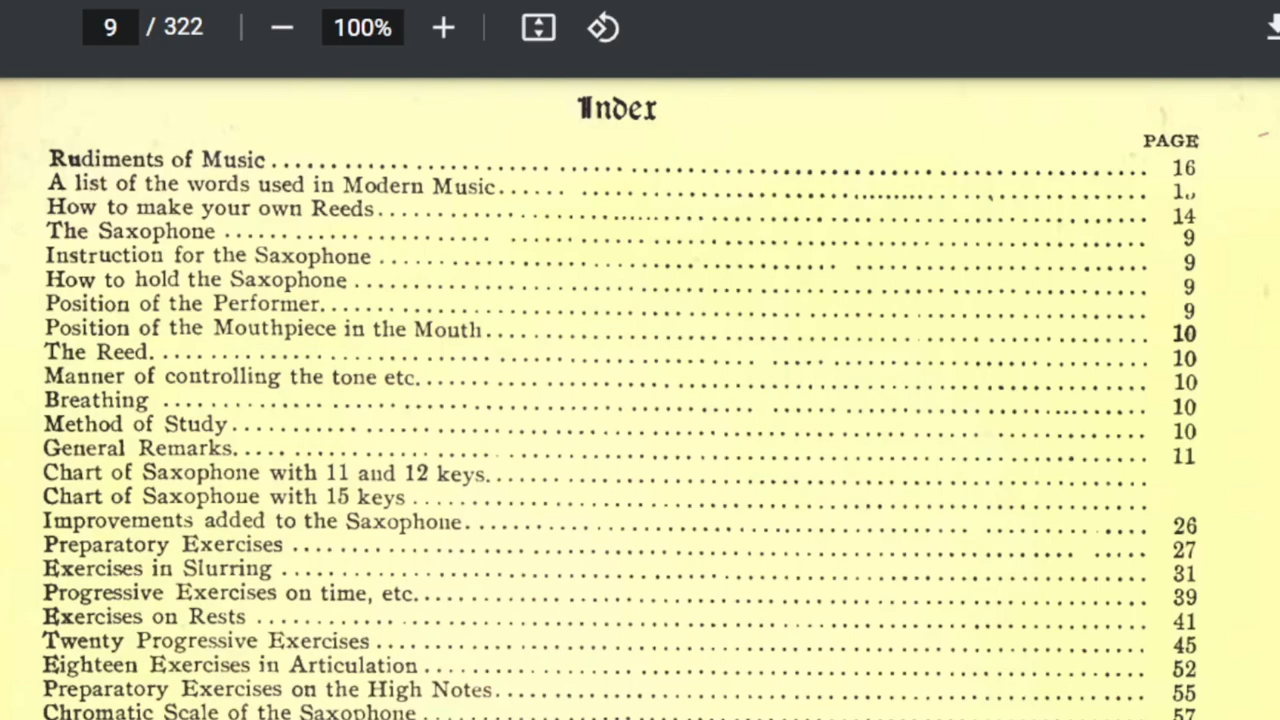 9 / 322 100%
Index
PAGE
Rudiments of Music 16
A list of the words used in Modern Music
How to make your own Reeds 14
The Saxophone 9
Instruction for the Saxophone 9
How to hold the Saxophone 9
Position of the Performer 9
Position of the Mouthpiece in the Mouth 10
The Reed 10
Manner of controlling the tone etc. 10
Breathing 10
Method of Study 10
General Remarks 11
Chart of Saxophone with 11 and 12 keys
Chart of Saxophone with 15 keys
Improvements added to the Saxophone 26
Preparatory Exercises 27
Exercises in Slurring 31
Progressive Exercises on time, etc. 39
Exercises on Rests 41
Twenty Progressive Exercises 45
Eighteen Exercises in Articulation 52
Preparatory Exercises on the High Notes 55
Chromatic Scale of the Saxophone 57